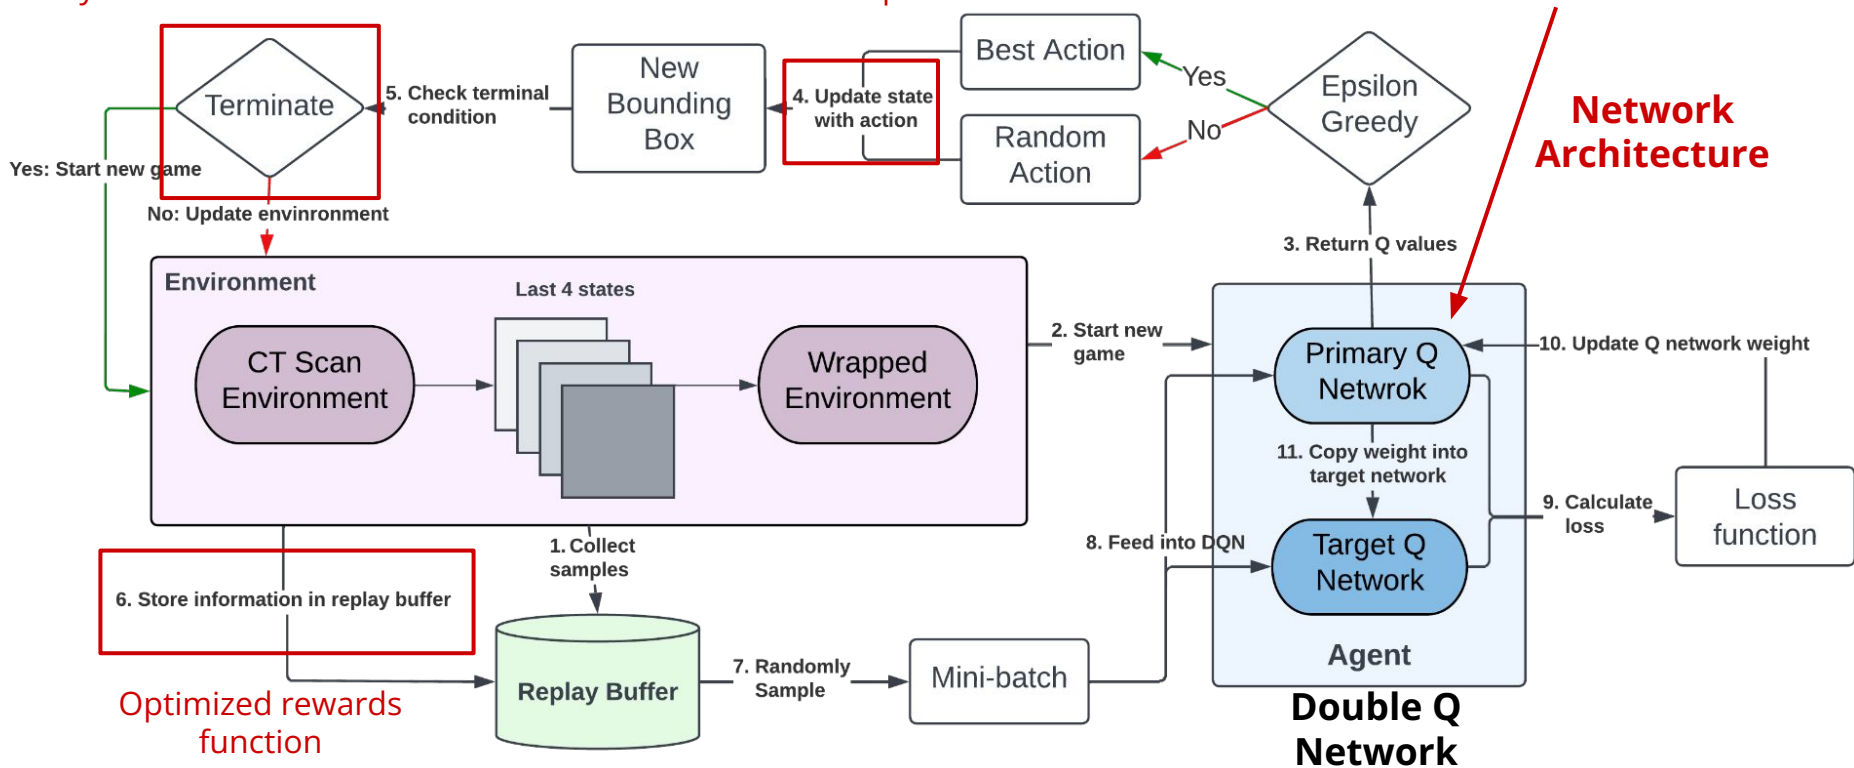 Terminate
5. Check terminal
condition
New
Bounding
Box
4. Update state
with action
Best Action
Random
Action
Yes
No
Epsilon
Greedy
Network
Architecture
Yes: Start new game
No: Update envinronment
3. Return Q values
Environment
Last 4 states
CT Scan
Environment
Wrapped
Environment
2. Start new
game
Primary Q
Netwrok
10. Update Q network weight
11. Copy weight into
target network
Target Q
Network
Agent
9. Calculate
loss
Loss
function
8. Feed into DQN
1. Collect
samples
6. Store information in replay buffer
Replay Buffer
7. Randomly
Sample
Mini-batch
Optimized rewards
function
Double Q
Network